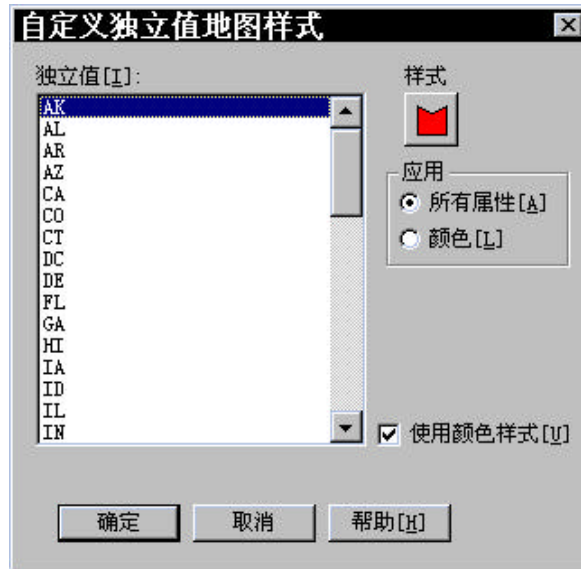 自定义独立值地图样式
独立值[I]:
样式
AK
AL
AR
AZ
CA
CO
CT
DC
DE
FL
GA
HI
IA
ID
IL
IN
应用
所有属性[A]
颜色[L]
使用颜色样式[U]
确定
取消
帮助[H]